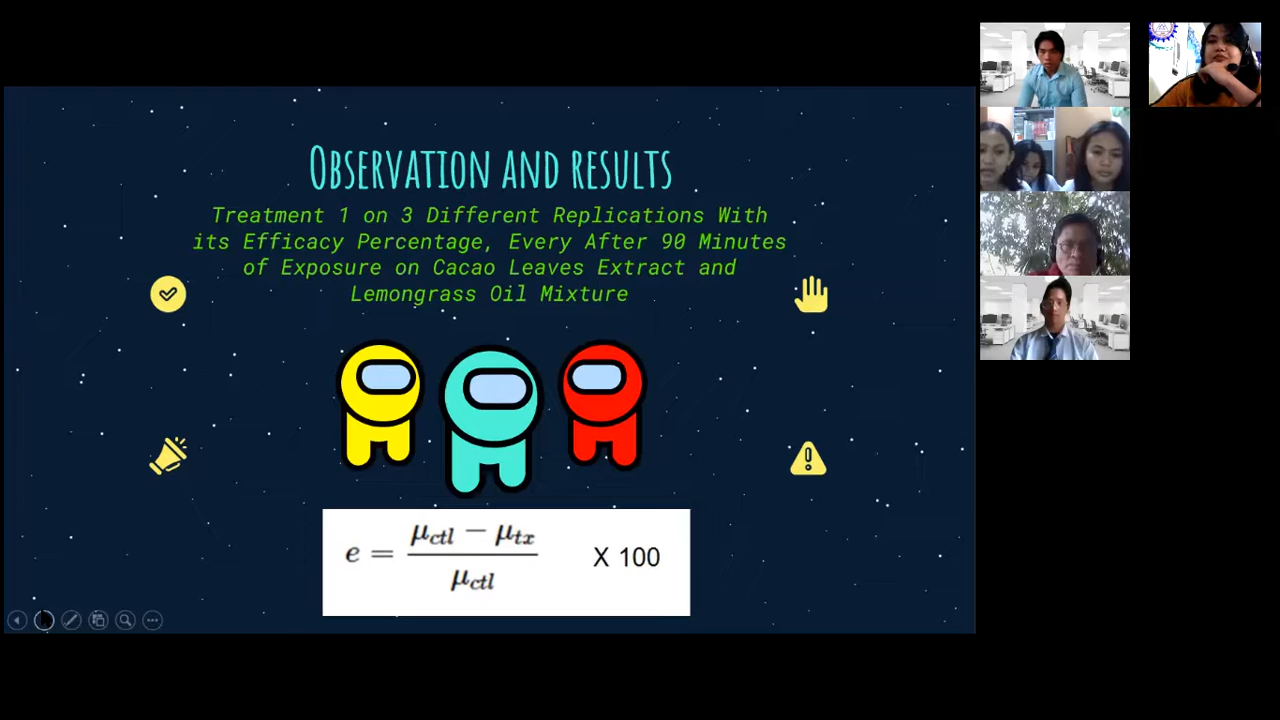 OBSERVATION AND RESULTS
Treatment 1 on 3 Different Replications With
its Efficacy Percentage, Every After 90 Minutes
of Exposure on Cacao Leaves Extract and
Lemongrass Oil Mixture
e = (μctl − μtx) / μctl X 100